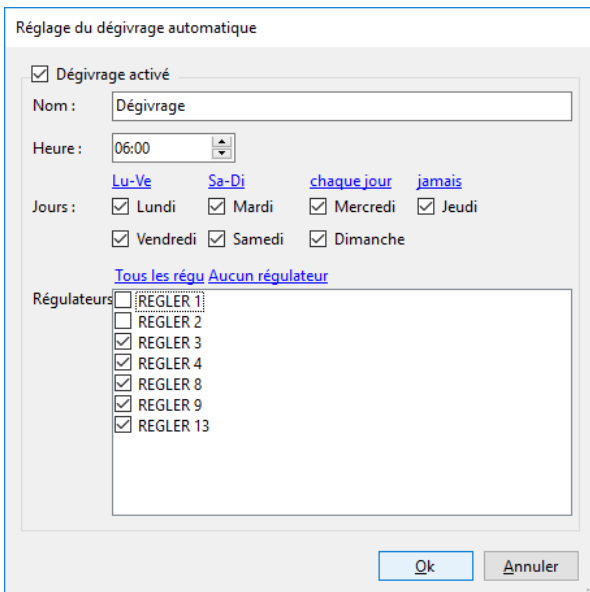 Réglage du dégivrage automatique
Dégivrage activé
Nom : Dégivrage
Heure : 06:00
Lu-Ve Sa-Di chaque jour jamais
Jours : Lundi Mardi Mercredi Jeudi
Vendredi Samedi Dimanche
Tous les régu Aucun régulateur
Régulateurs REGLER 1
REGLER 2
REGLER 3
REGLER 4
REGLER 8
REGLER 9
REGLER 13
Ok Annuler